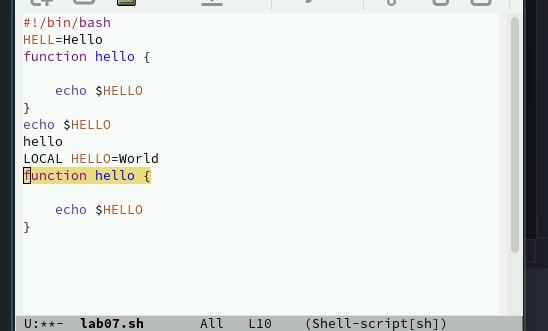 #!/bin/bash
HELL=Hello
function hello {
    echo $HELLO
}
echo $HELLO
hello
LOCAL HELLO=World
function hello {
    echo $HELLO
}
U:**-  lab07.sh       All   L10    (Shell-script[sh])